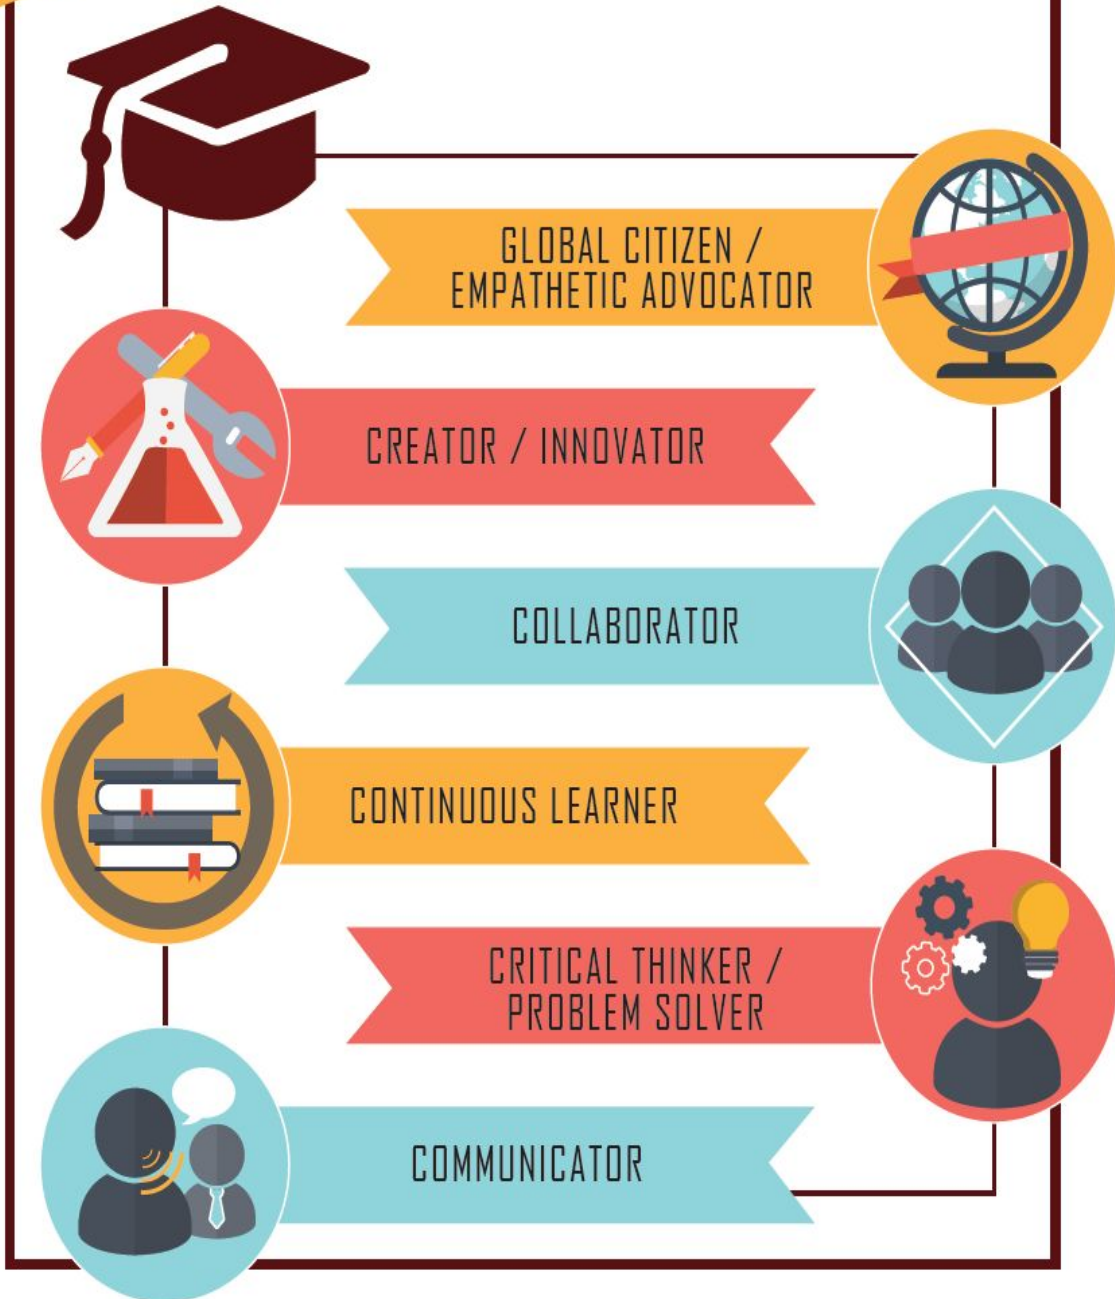 GLOBAL CITIZEN /
EMPATHETIC ADVOCATOR
CREATOR / INNOVATOR
COLLABORATOR
CONTINUOUS LEARNER
CRITICAL THINKER /
PROBLEM SOLVER
COMMUNICATOR